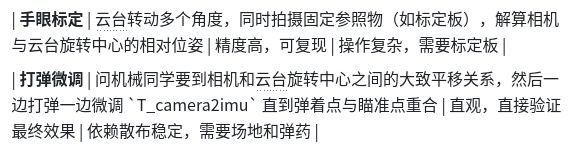 | 手眼标定 | 云台转动多个角度，同时拍摄固定参照物（如标定板），解算相机
与云台旋转中心的相对位姿 | 精度高，可复现 | 操作复杂，需要标定板 |
| 打弹微调 | 问机械同学要到相机和云台旋转中心之间的大致平移关系，然后一
边打弹一边微调 `T_camera2imu` 直到弹着点与瞄准点重合 | 直观，直接验证
最终效果 | 依赖散布稳定，需要场地和弹药 |